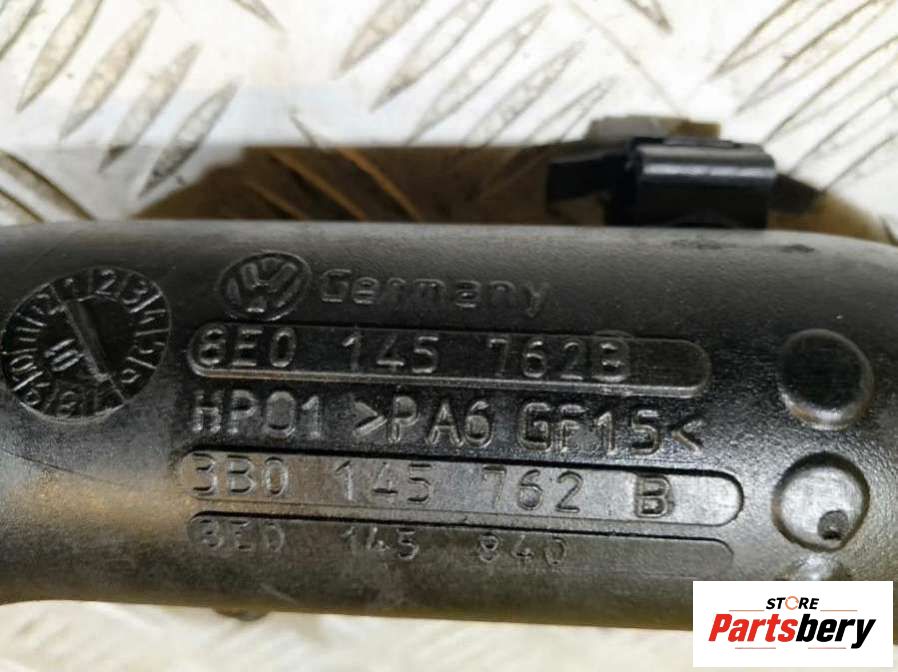 Germany
8E0 145 762B
HP01 >PA6 GF15<
3B0 145 762 B
8E0 145 840
STORE
Partsbery